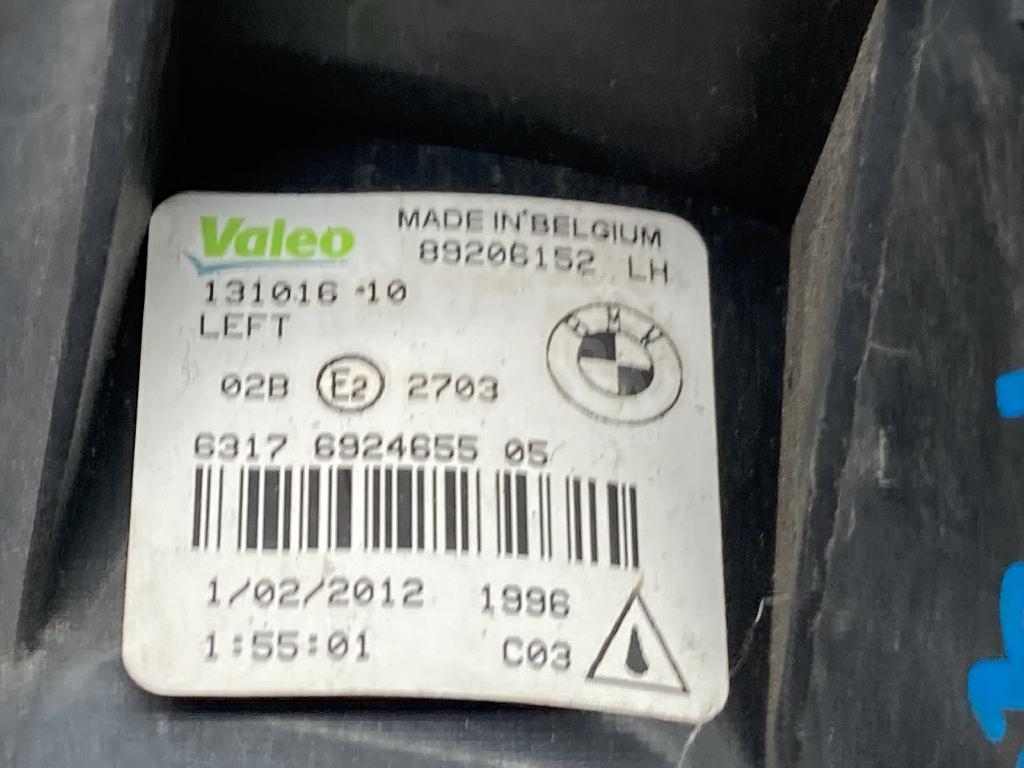 Valeo MADE IN BELGIUM
89206152 LH
131016 10
LEFT
BMW
02B E2 2703
6317 6924655 05
1/02/2012 1996
1:55:01 C03